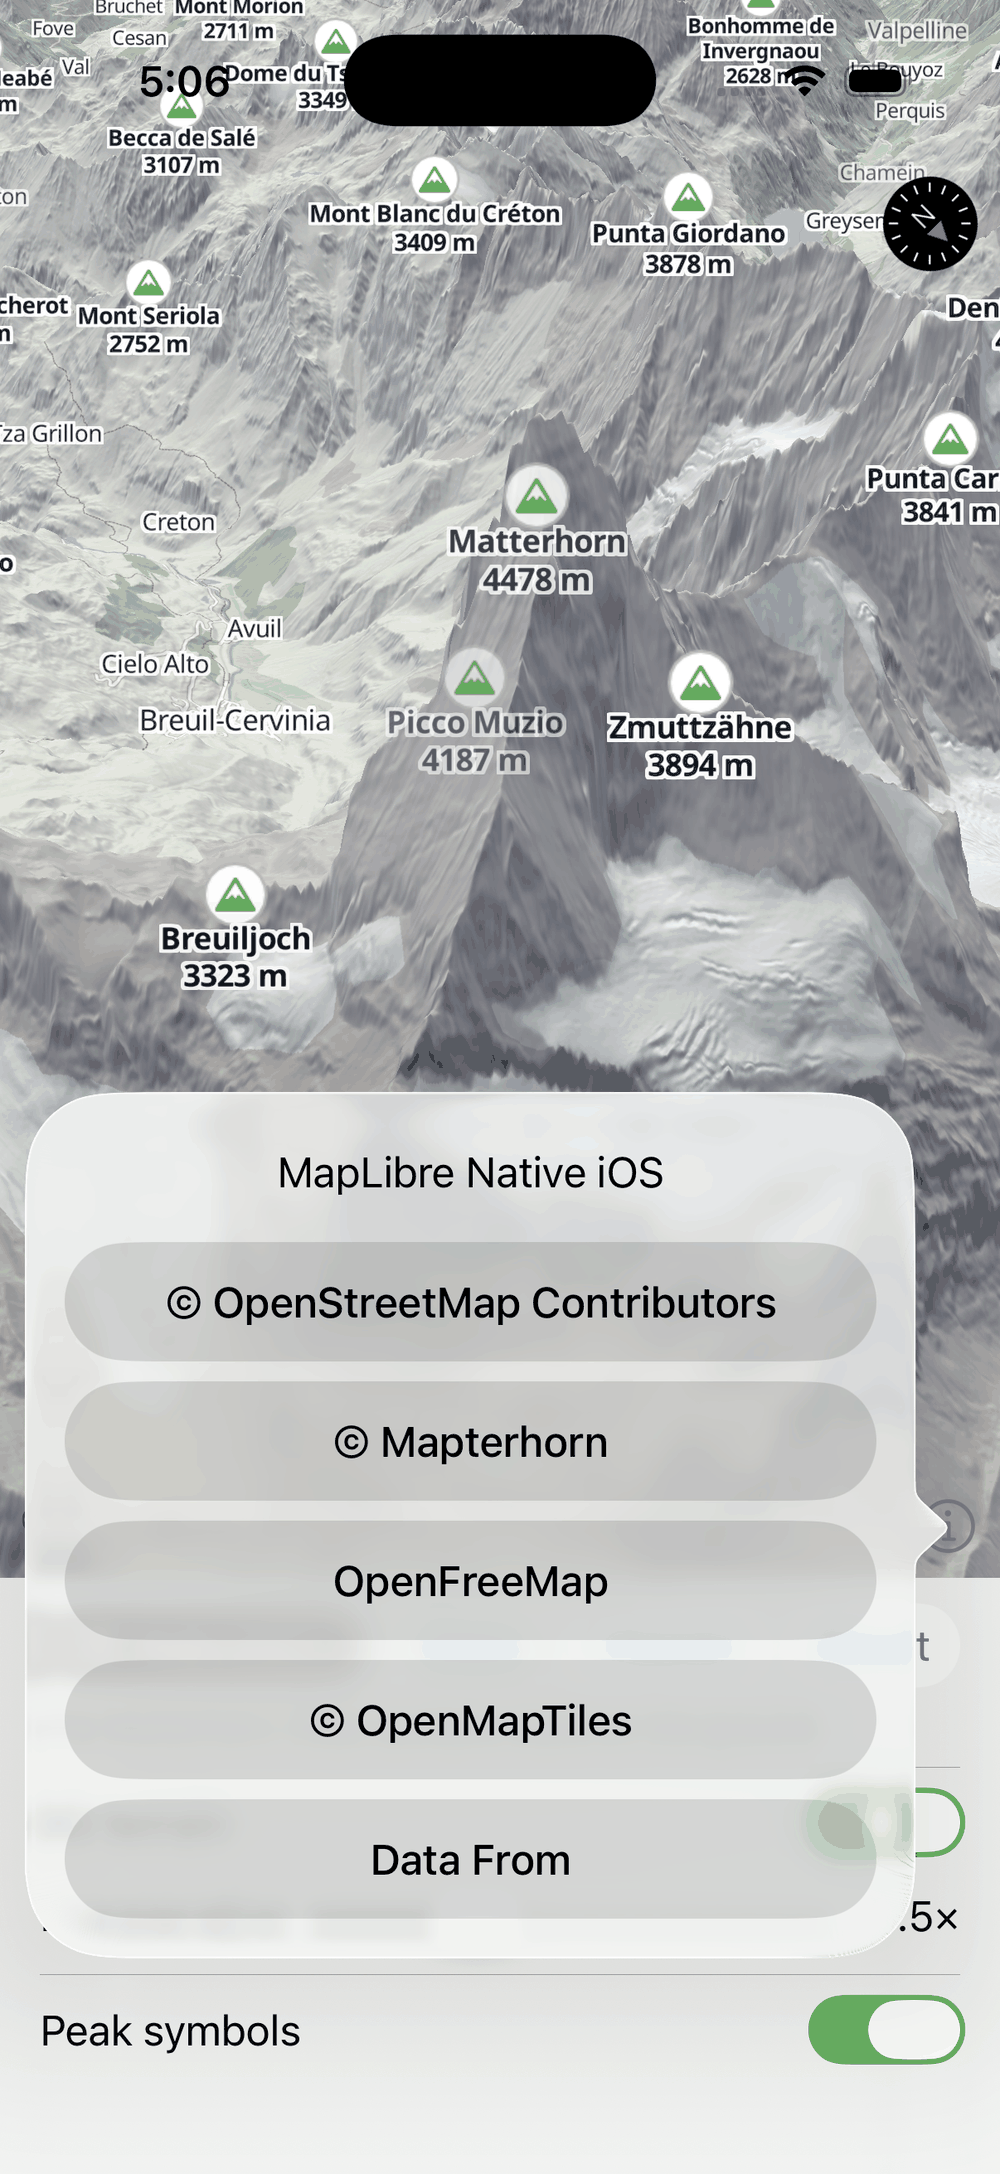 Bruchet
Mont Morion
2711 m
Fove
Cesan
Val
Bonhomme de
Invergnaou
2628 m
Valpelline
5:06
Dome du Ts
3349
Becca de Salé
3107 m
Perquis
Chamein
Mont Blanc du Créton
3409 m
Punta Giordano
3878 m
Greysen
N
cherot
Mont Seriola
2752 m
Den
za Grillon
Punta Car
3841 m
Creton
Matterhorn
4478 m
Avuil
Cielo Alto
Breuil-Cervinia
Picco Muzio
4187 m
Zmuttzähne
3894 m
Breuiljoch
3323 m
MapLibre Native iOS
© OpenStreetMap Contributors
© Mapterhorn
OpenFreeMap
© OpenMapTiles
Data From
t
.5×
Peak symbols